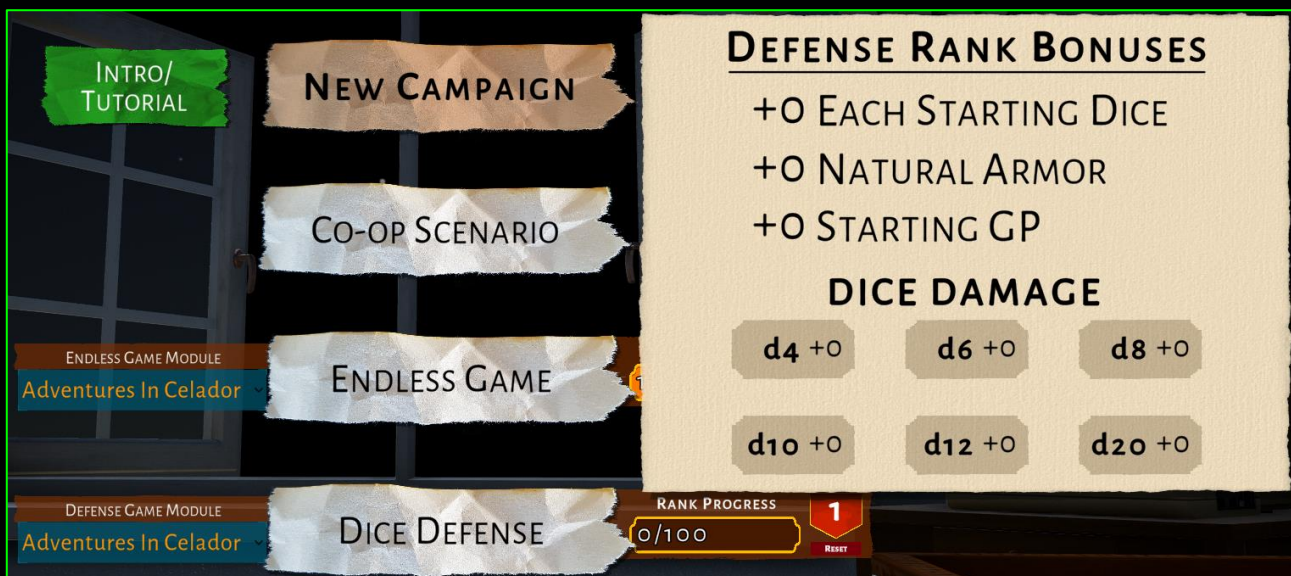 INTRO/
TUTORIAL
NEW CAMPAIGN
CO-OP SCENARIO
ENDLESS GAME MODULE
Adventures In Celador
ENDLESS GAME
DEFENSE GAME MODULE
Adventures In Celador
DICE DEFENSE
RANK PROGRESS
0/100
1
RESET
DEFENSE RANK BONUSES
+0 EACH STARTING DICE
+0 NATURAL ARMOR
+0 STARTING GP
DICE DAMAGE
d4 +0 d6 +0 d8 +0
d10 +0 d12 +0 d20 +0